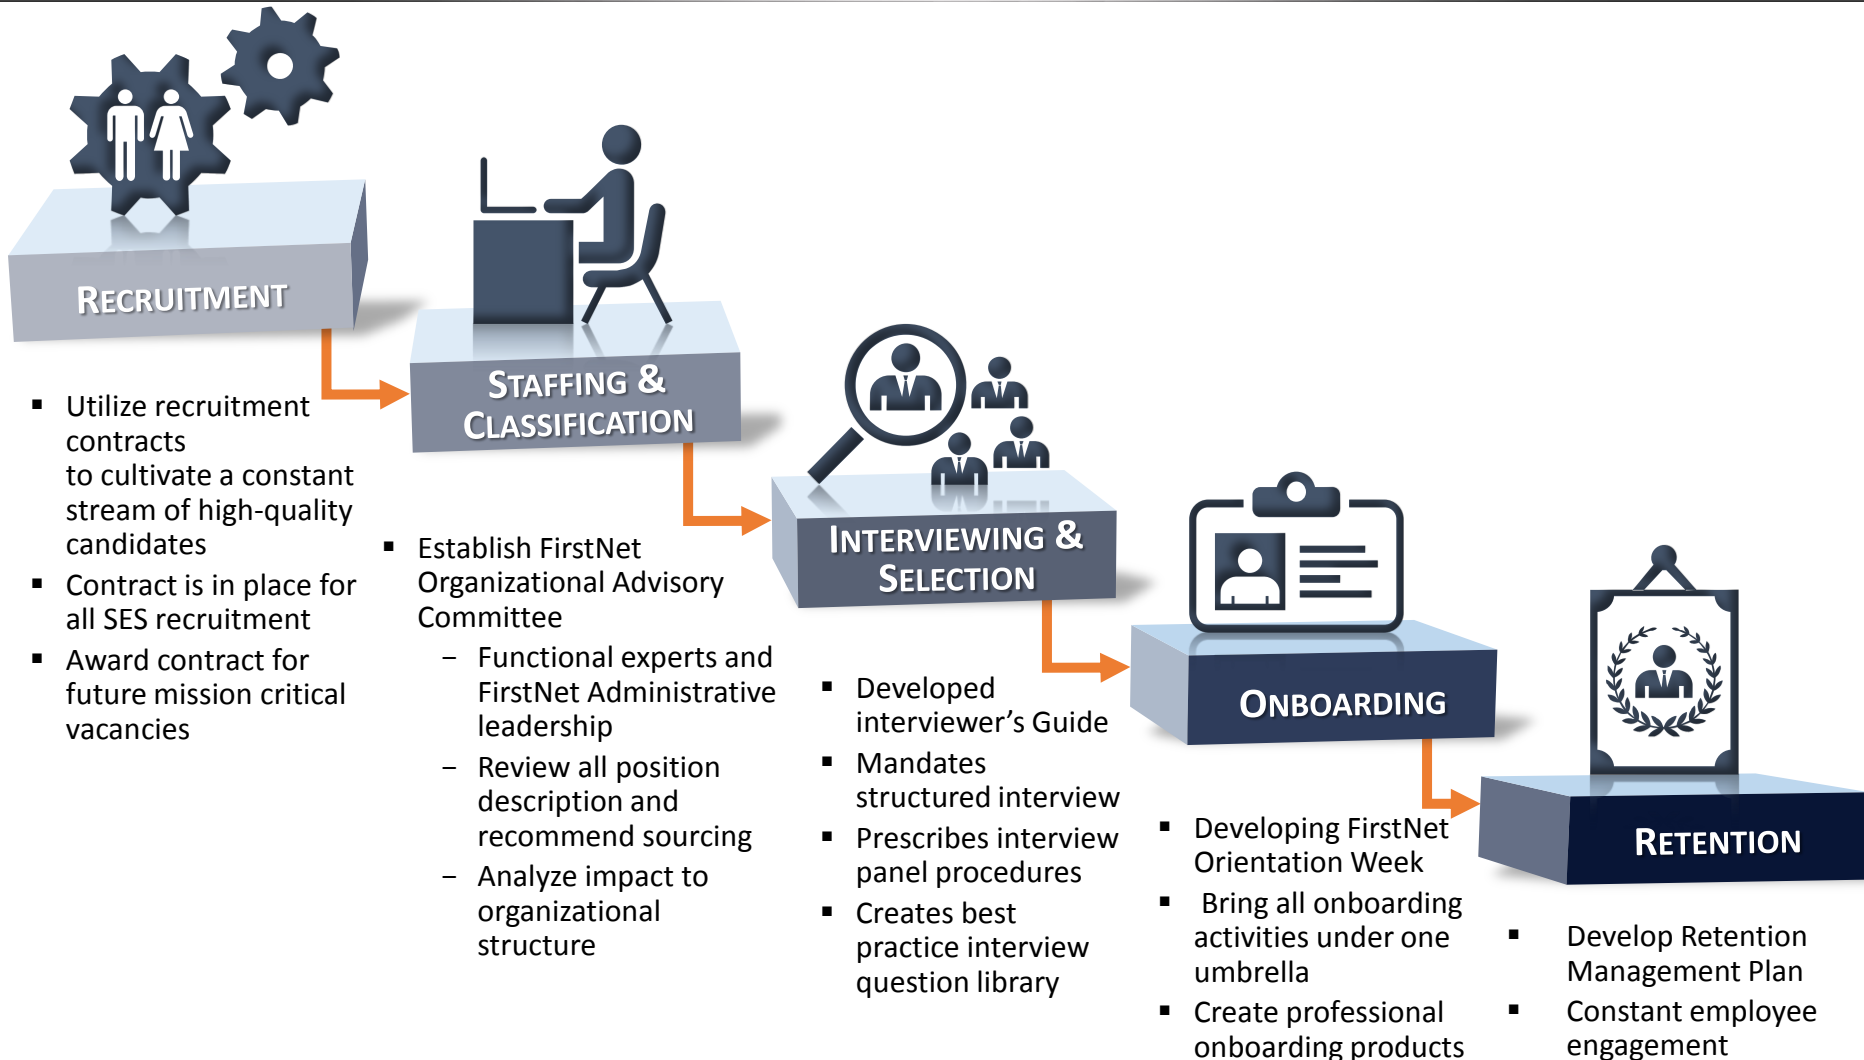 RECRUITMENT
▪ Utilize recruitment
contracts
to cultivate a constant
stream of high-quality
candidates
▪ Contract is in place for
all SES recruitment
▪ Award contract for
future mission critical
vacancies
STAFFING &
CLASSIFICATION
▪ Establish FirstNet
Organizational Advisory
Committee
– Functional experts and
FirstNet Administrative
leadership
– Review all position
description and
recommend sourcing
– Analyze impact to
organizational
structure
INTERVIEWING &
SELECTION
▪ Developed
interviewer’s Guide
▪ Mandates
structured interview
▪ Prescribes interview
panel procedures
▪ Creates best
practice interview
question library
ONBOARDING
▪ Developing FirstNet
Orientation Week
▪ Bring all onboarding
activities under one
umbrella
▪ Create professional
onboarding products
RETENTION
▪ Develop Retention
Management Plan
▪ Constant employee
engagement